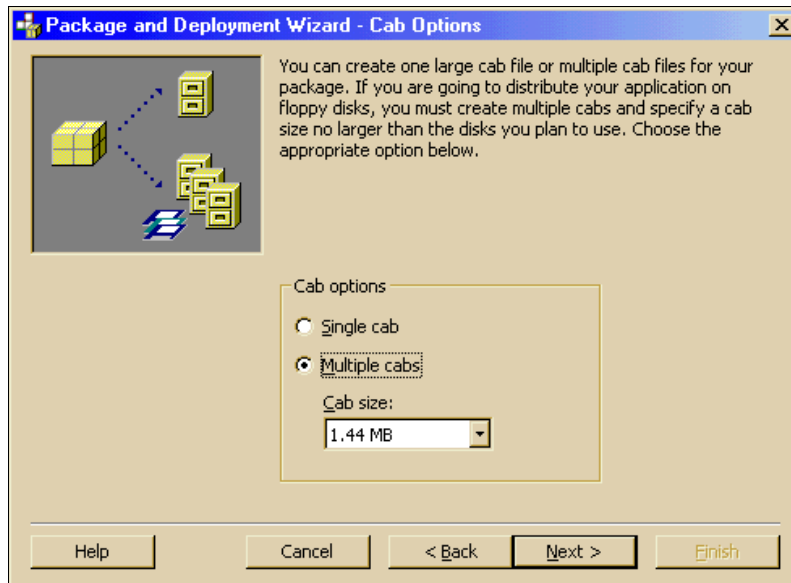 Package and Deployment Wizard - Cab Options
You can create one large cab file or multiple cab files for your
package. If you are going to distribute your application on
floppy disks, you must create multiple cabs and specify a cab
size no larger than the disks you plan to use. Choose the
appropriate option below.
Cab options
Single cab
Multiple cabs
Cab size:
1.44 MB
Help
Cancel
< Back
Next >
Finish